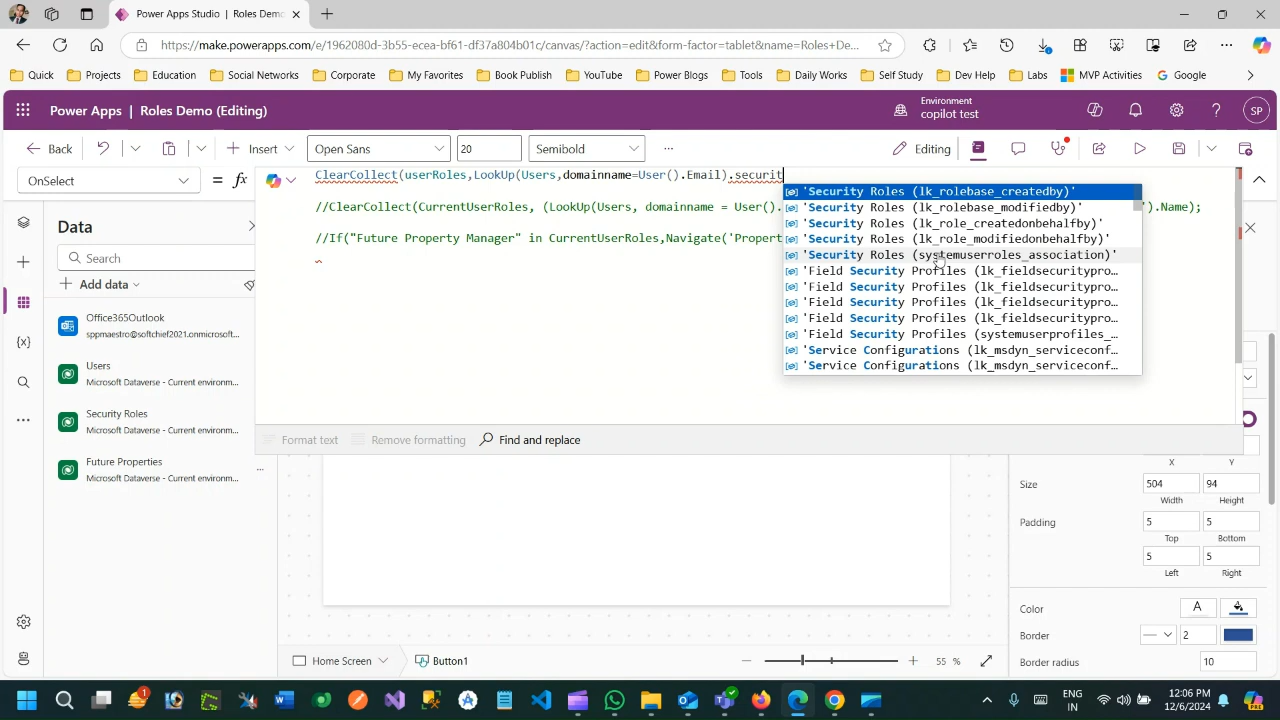 Power Apps Studio | Roles Demo
https://make.powerapps.com/e/1962080d-3b55-ecea-bf61-df37a804b01c/canvas/?action=edit&form-factor=tablet&name=Roles+De...
Quick
Projects
Education
Social Networks
Corporate
My Favorites
Book Publish
YouTube
Power Blogs
Tools
Daily Works
Self Study
Dev Help
Labs
MVP Activities
Google
Power Apps | Roles Demo (Editing)
Environment
copilot test
SP
Back
Insert
Open Sans
20
Semibold
...
Editing
OnSelect
= fx
ClearCollect(userRoles,LookUp(Users,domainname=User().Email).securit
//ClearCollect(CurrentUserRoles, (LookUp(Users, domainname = User().
').Name);
//If("Future Property Manager" in CurrentUserRoles,Navigate('Propert
'Security Roles (lk_rolebase_createdby)'
'Security Roles (lk_rolebase_modifiedby)'
'Security Roles (lk_role_createdonbehalfby)'
'Security Roles (lk_role_modifiedonbehalfby)'
'Security Roles (systemuserroles_association)'
'Field Security Profiles (lk_fieldsecuritypro...
'Field Security Profiles (lk_fieldsecuritypro...
'Field Security Profiles (lk_fieldsecuritypro...
'Field Security Profiles (lk_fieldsecuritypro...
'Field Security Profiles (systemuserprofiles_...
'Service Configurations (lk_msdyn_serviceconf...
'Service Configurations (lk_msdyn_serviceconf...
Format text
Remove formatting
Find and replace
Data
Search
Add data
Office365Outlook
sppmaestro@softchief2021.onmicrosoft...
Users
Microsoft Dataverse - Current environm...
Security Roles
Microsoft Dataverse - Current environm...
Future Properties
Microsoft Dataverse - Current environm...
...
X
Y
Size
504
94
Width
Height
Padding
5
5
Top
Bottom
5
5
Left
Right
Color
A
Border
2
Border radius
10
Home Screen
Button1
55 %
1
ENG
IN
12:06 PM
12/6/2024